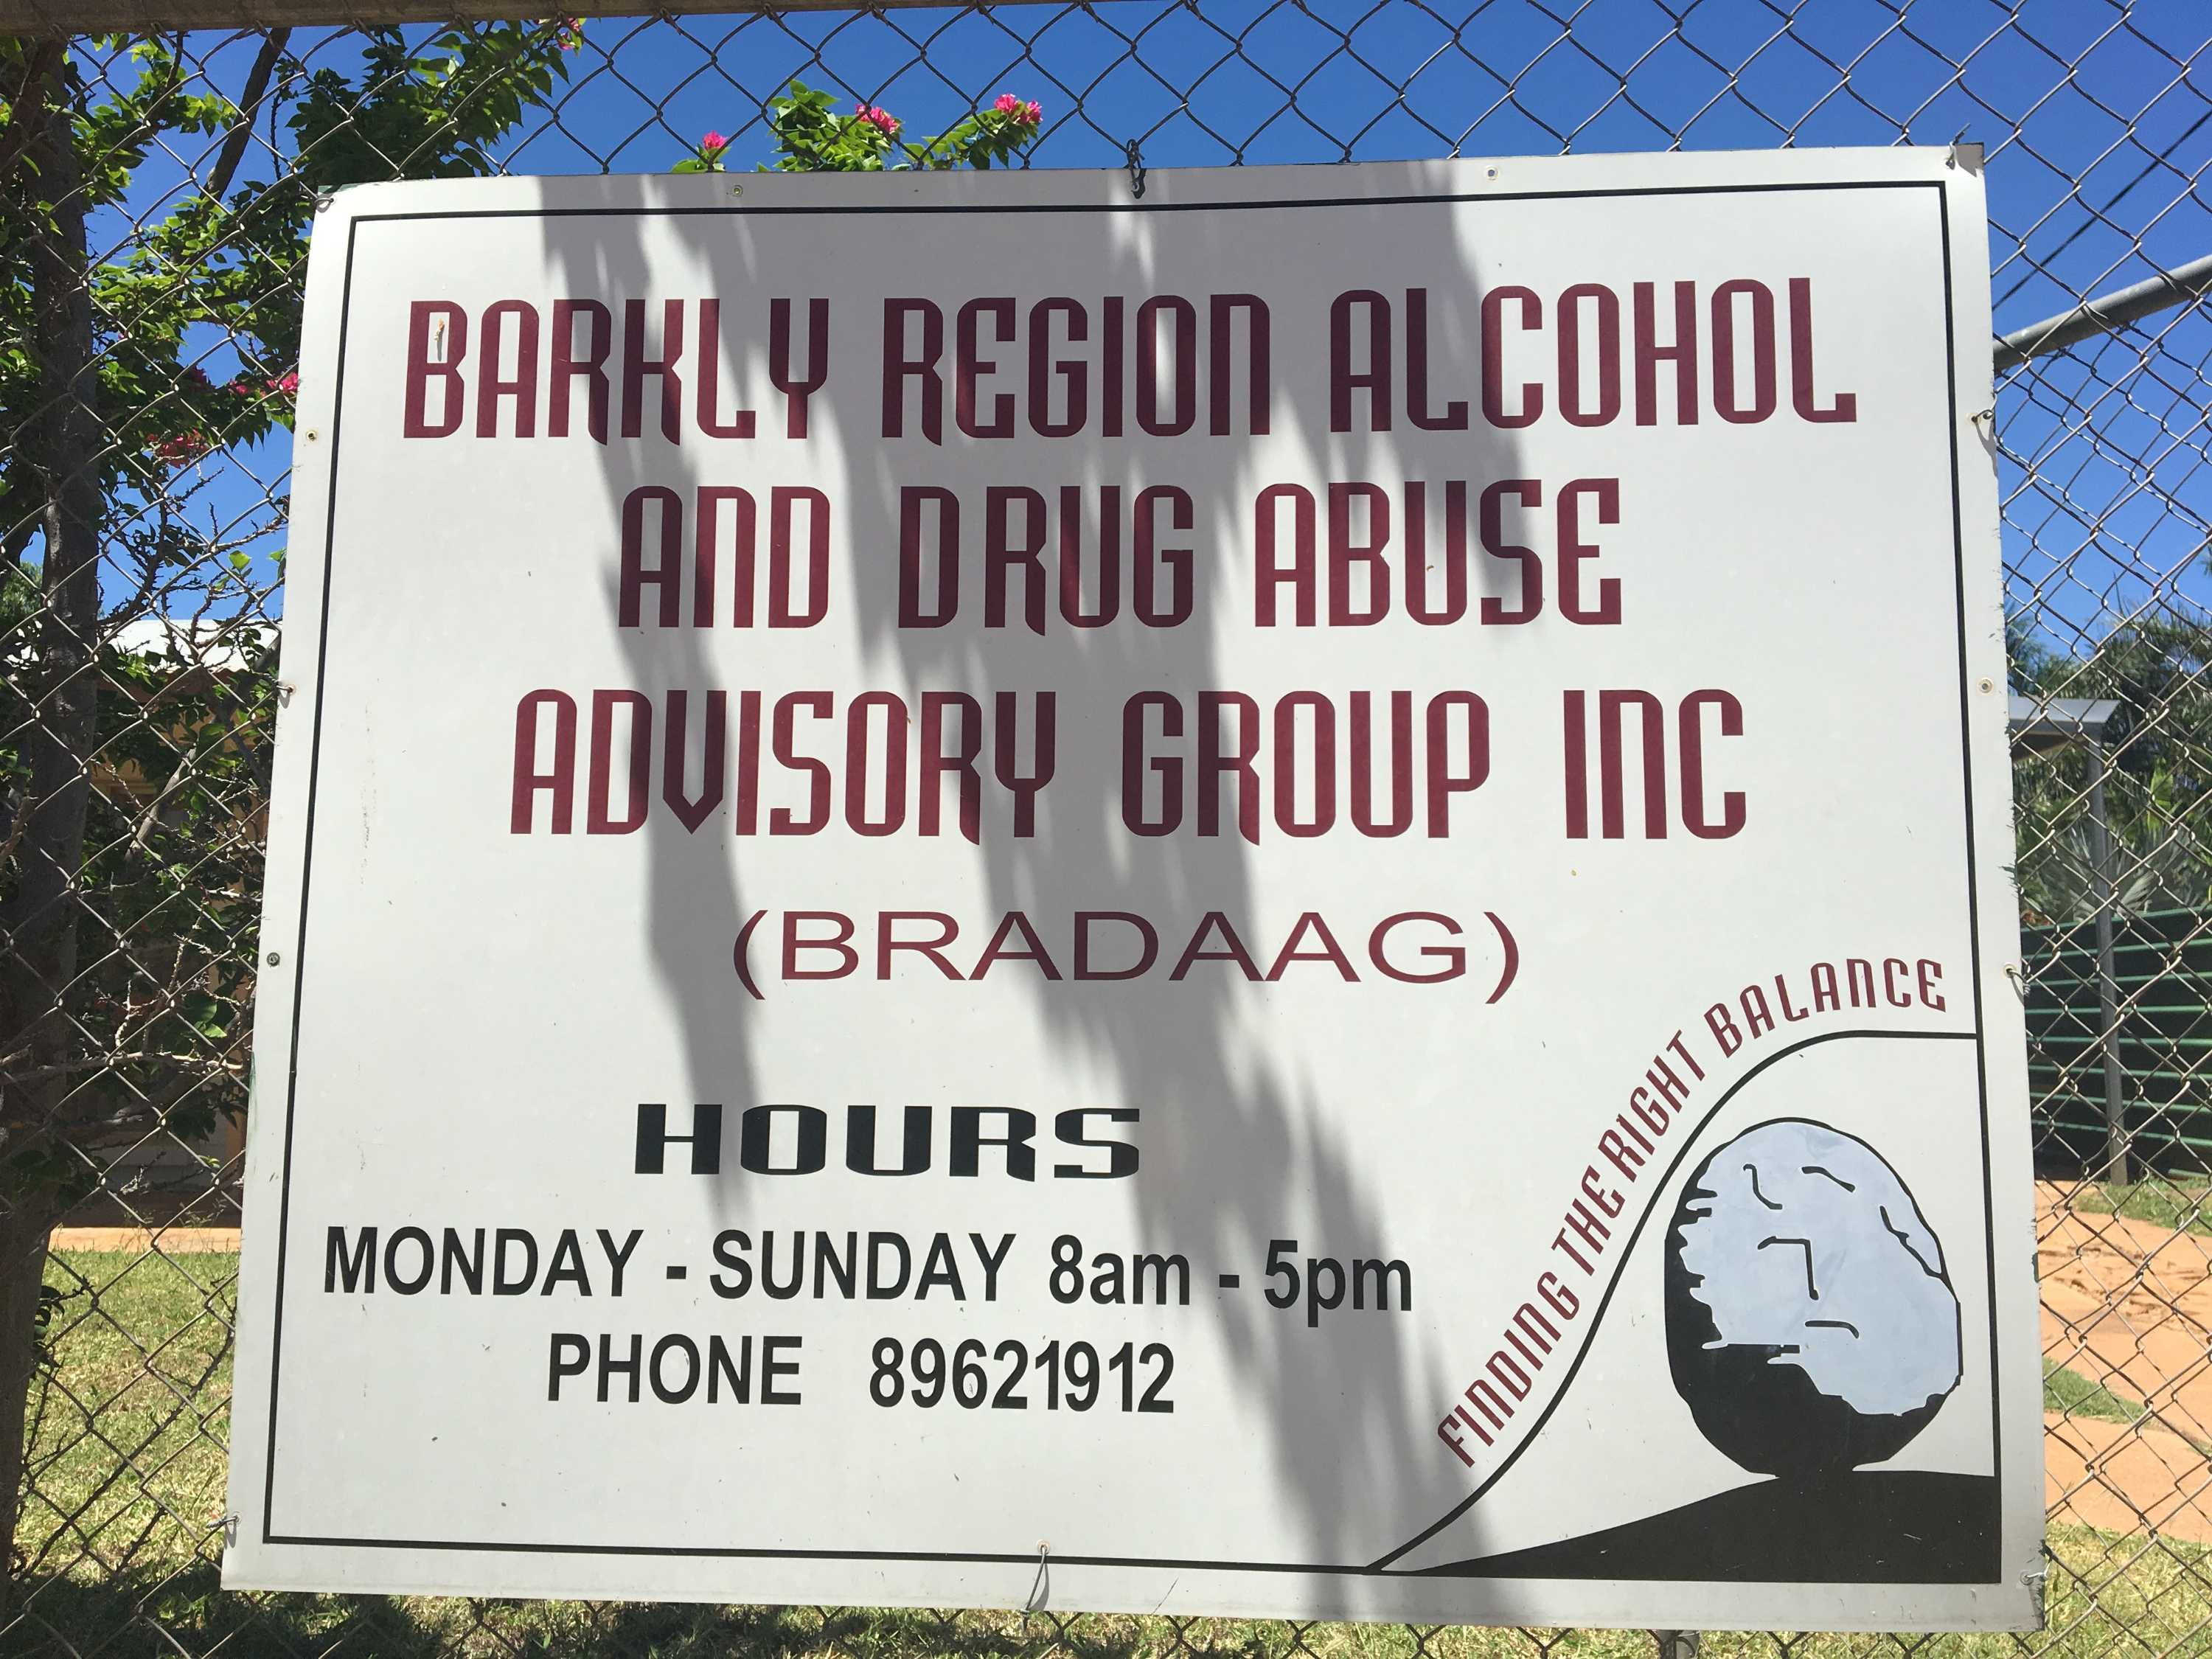 BARKLY REGION ALCOHOL
AND DRUG ABUSE
ADVISORY GROUP INC
(BRADAAG)
FINDING THE RIGHT BALANCE
HOURS
MONDAY - SUNDAY 8am - 5pm
PHONE 89621912